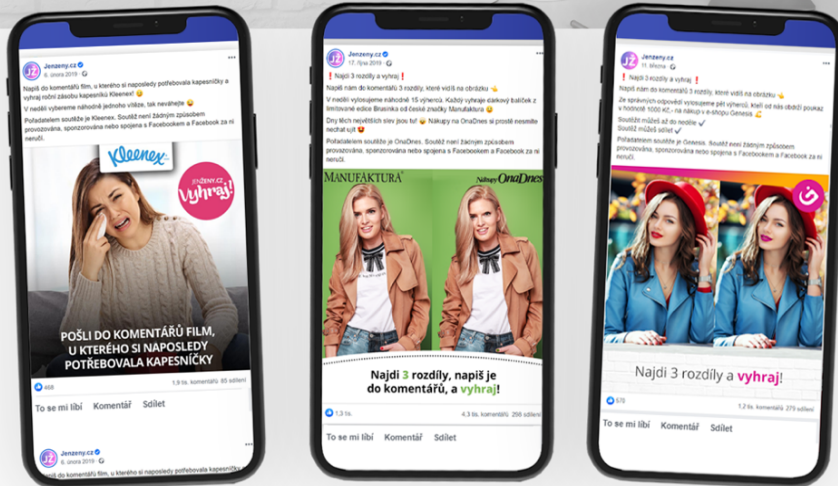 Jenzeny.cz
6. února 2019
Napiš do komentářů film, u kterého si naposledy potřebovala kapesníčky a
vyhraj roční zásobu kapesníků Kleenex!
V neděli vybereme náhodně jednoho vítěze, tak neváhejte
Pořadatelem soutěže je Kleenex. Soutěž není žádným způsobem
provozována, sponzorována nebo spojena s Facebookem a Facebook za ni
neručí.
Kleenex
JENŽENY.CZ
Vyhraj!
POŠLI DO KOMENTÁŘŮ FILM,
U KTERÉHO SI NAPOSLEDY
POTŘEBOVALA KAPESNÍČKY
468
1,9 tis. komentářů 85 sdílení
To se mi líbí Komentář Sdílet
Jenzeny.cz
6. února 2019
Napiš do komentářů film, u kterého si naposledy potřebovala kapesníčky a
Jenzeny.cz
17. října 2019
Najdi 3 rozdíly a vyhraj
Napiš nám do komentářů 3 rozdíly, které vidíš na obrázku
V neděli vylosujeme náhodně 15 výherců. Každý vyhraje dárkový balíček z
limitované edice Brasinka od české značky Manufaktura
Dny těch největších slev jsou tu! Nákupy na OnaDnes si prostě nesmíte
nechat ujít
Pořadatelem soutěže je OnaDnes. Soutěž není žádným způsobem
provozována, sponzorována nebo spojena s Facebookem a Facebook za ni
neručí.
MANUFAKTURA
Nákupy OnaDnes
Najdi 3 rozdíly, napiš je
do komentářů, a vyhraj!
1,3 tis.
4,3 tis. komentářů 266 sdílení
To se mi líbí Komentář Sdílet
Jenzeny.cz
11. března
Najdi 3 rozdíly a vyhraj
Napiš nám do komentářů 3 rozdíly, které vidíš na obrázku
Ze správných odpovědí vylosujeme pět výherců, kteří od nás obdrží poukaz
v hodnotě 1000 Kč,- na nákup v e-shopu Genesis.
Soutěžit můžeš až do neděle
Soutěž můžeš sdílet
Pořadatelem soutěže je Genesis. Soutěž není žádným způsobem
provozována, sponzorována nebo spojena s Facebookem a Facebook za ni
neručí.
Najdi 3 rozdíly a vyhraj!
570
1,2 tis. komentářů 279 sdílení
To se mi líbí Komentář Sdílet